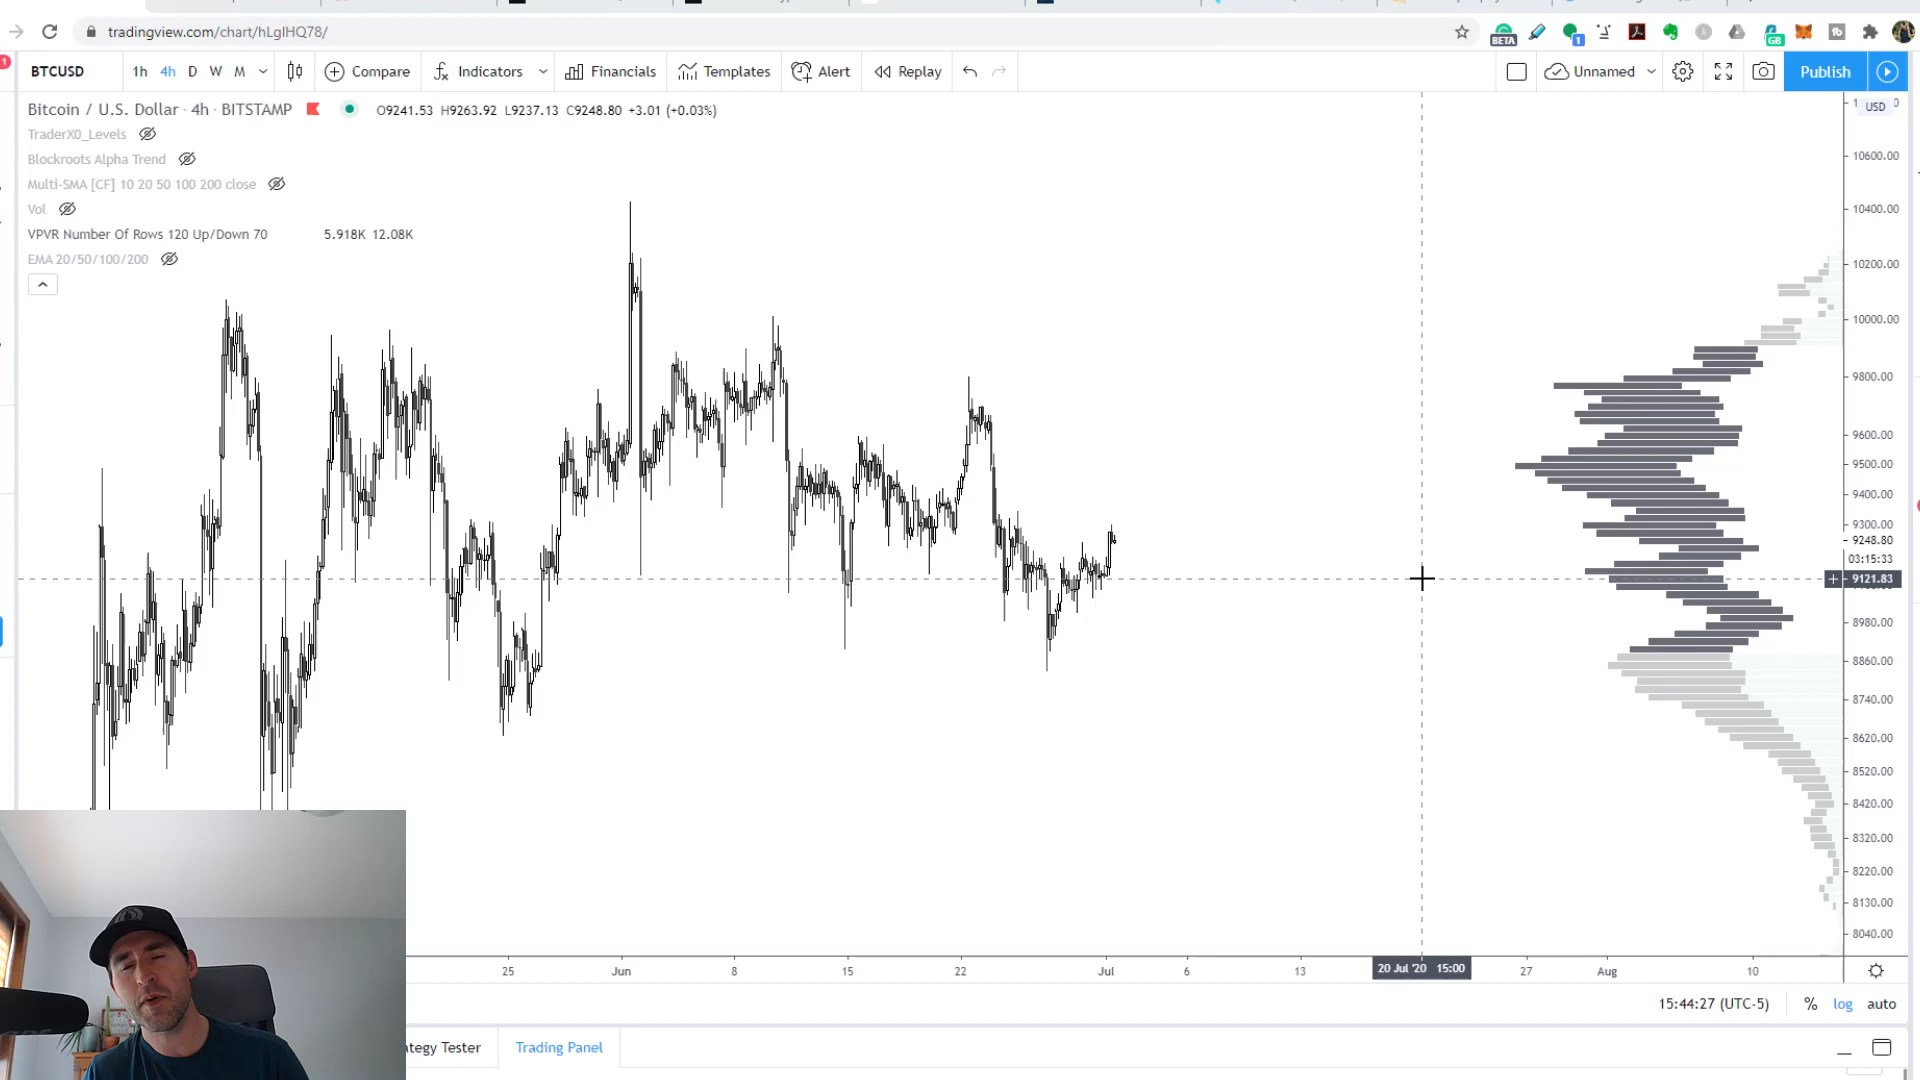 tradingview.com/chart/hLgIHQ78/
BETA
1
GB
1
BTCUSD 1h 4h D W M Compare Indicators Financials Templates Alert Replay Unnamed Publish
Bitcoin / U.S. Dollar · 4h · BITSTAMP O9241.53 H9263.92 L9237.13 C9248.80 +3.01 (+0.03%)
USD
TraderX0_Levels
Blockroots Alpha Trend
Multi-SMA [CF] 10 20 50 100 200 close
Vol
VPVR Number Of Rows 120 Up/Down 70 5.918K 12.08K
EMA 20/50/100/200
10600.00
10400.00
10200.00
10000.00
9800.00
9600.00
9500.00
9400.00
9300.00
9248.80
03:15:33
9121.83
8980.00
8860.00
8740.00
8620.00
8520.00
8420.00
8320.00
8220.00
8130.00
8040.00
25 Jun 8 15 22 Jul 6 13 20 Jul '20 15:00 27 Aug 10
15:44:27 (UTC-5) % log auto
ategy Tester Trading Panel